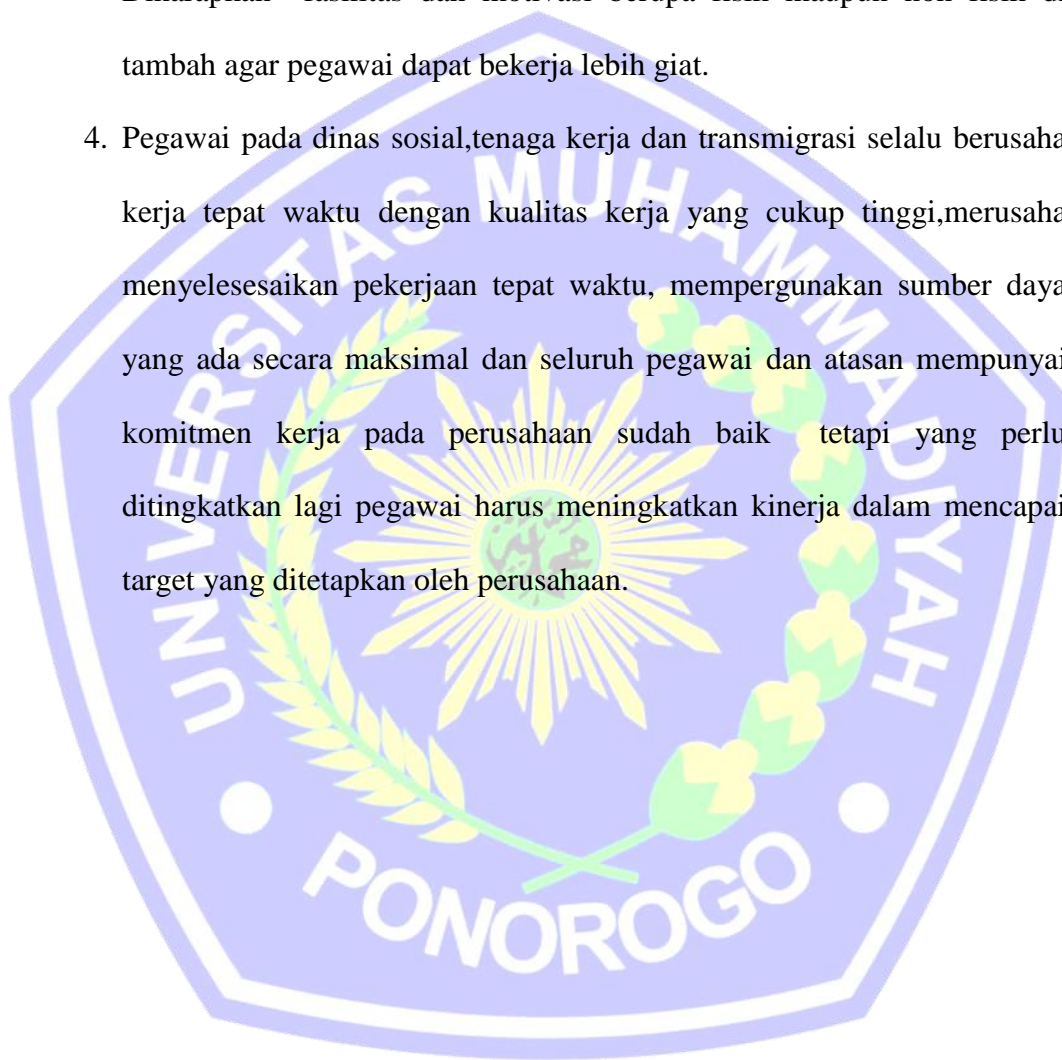 tambah agar pegawai dapat bekerja lebih giat.
4. Pegawai pada dinas sosial,tenaga kerja dan transmigrasi selalu berusaha
kerja tepat waktu dengan kualitas kerja yang cukup tinggi,merusaha
menyelesesaikan pekerjaan tepat waktu, mempergunakan sumber daya
yang ada secara maksimal dan seluruh pegawai dan atasan mempunyai
komitmen kerja pada perusahaan sudah baik tetapi yang perlu
ditingkatkan lagi pegawai harus meningkatkan kinerja dalam mencapai
target yang ditetapkan oleh perusahaan.
UNIVERSITAS MUHAMMADIYAH
PONOROGO